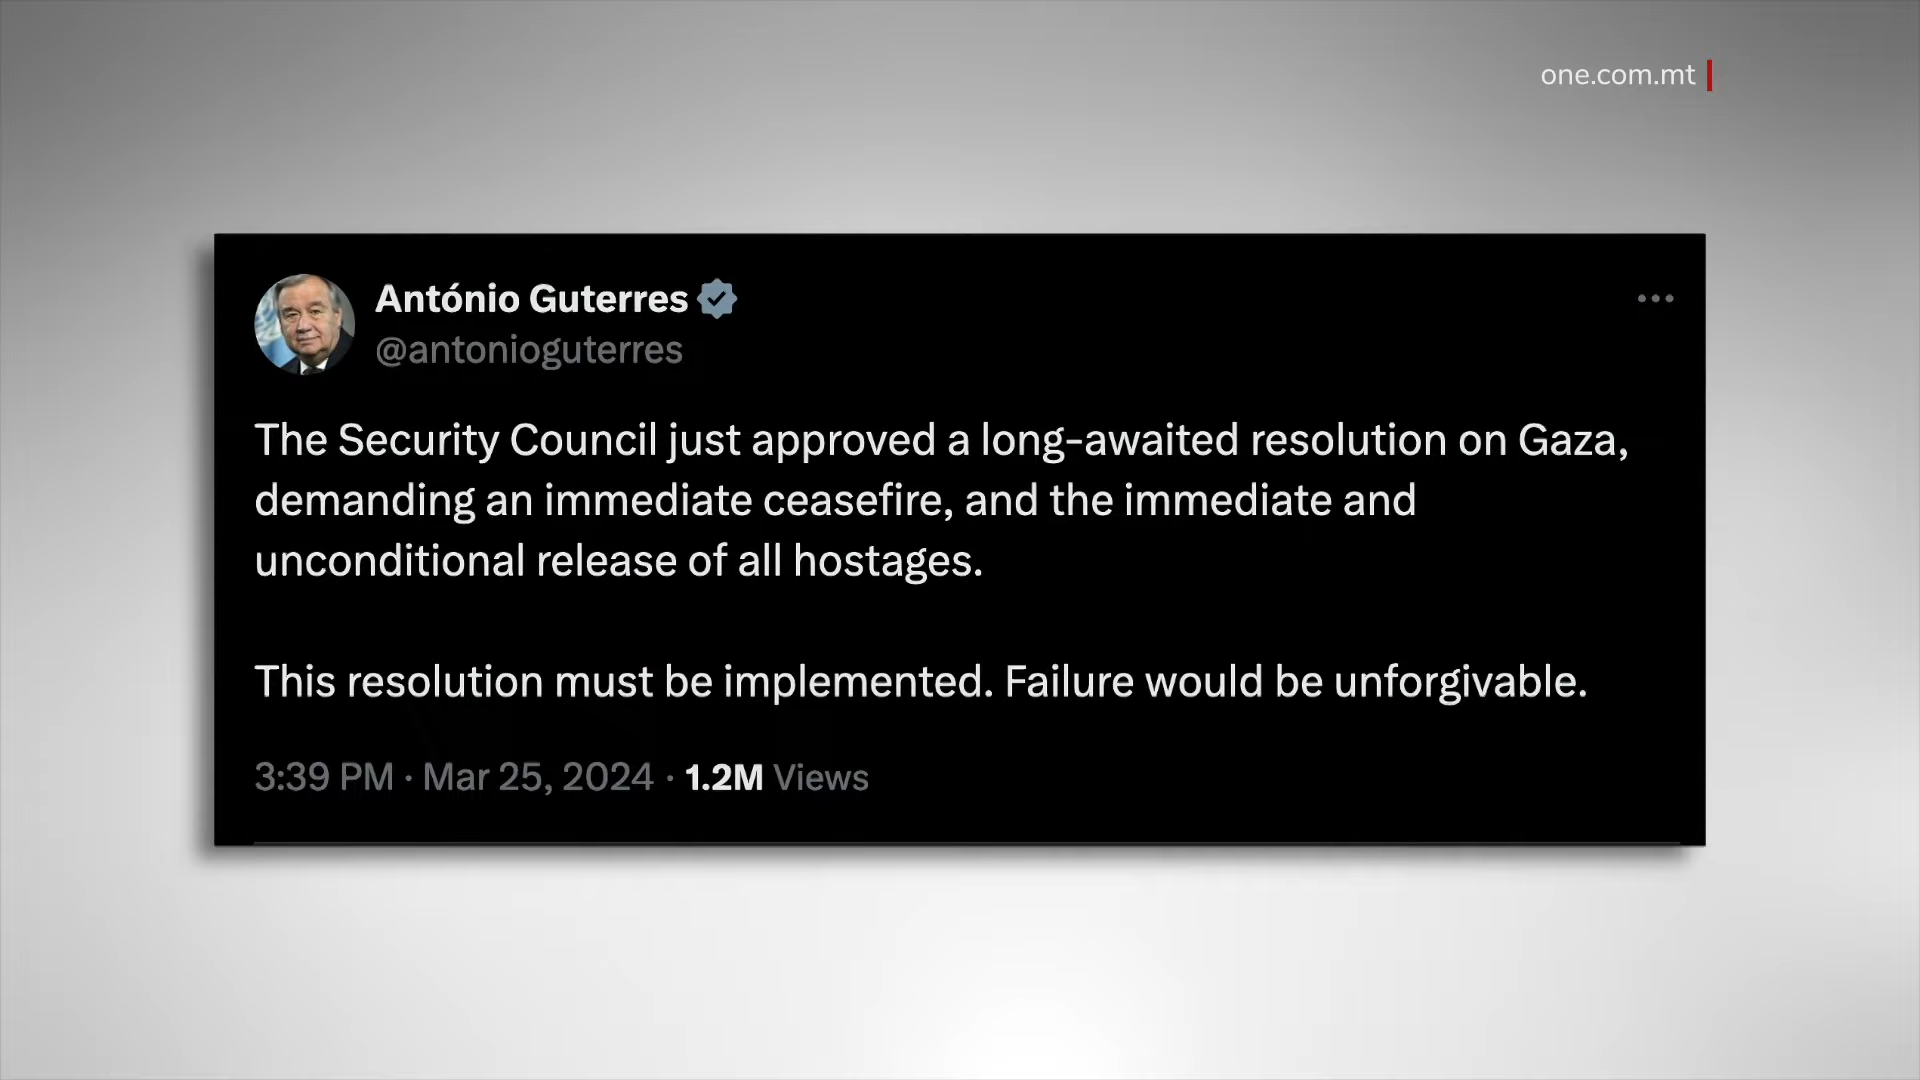 one.com.mt
António Guterres
@antonioguterres
The Security Council just approved a long-awaited resolution on Gaza,
demanding an immediate ceasefire, and the immediate and
unconditional release of all hostages.
This resolution must be implemented. Failure would be unforgivable.
3:39 PM · Mar 25, 2024 · 1.2M Views